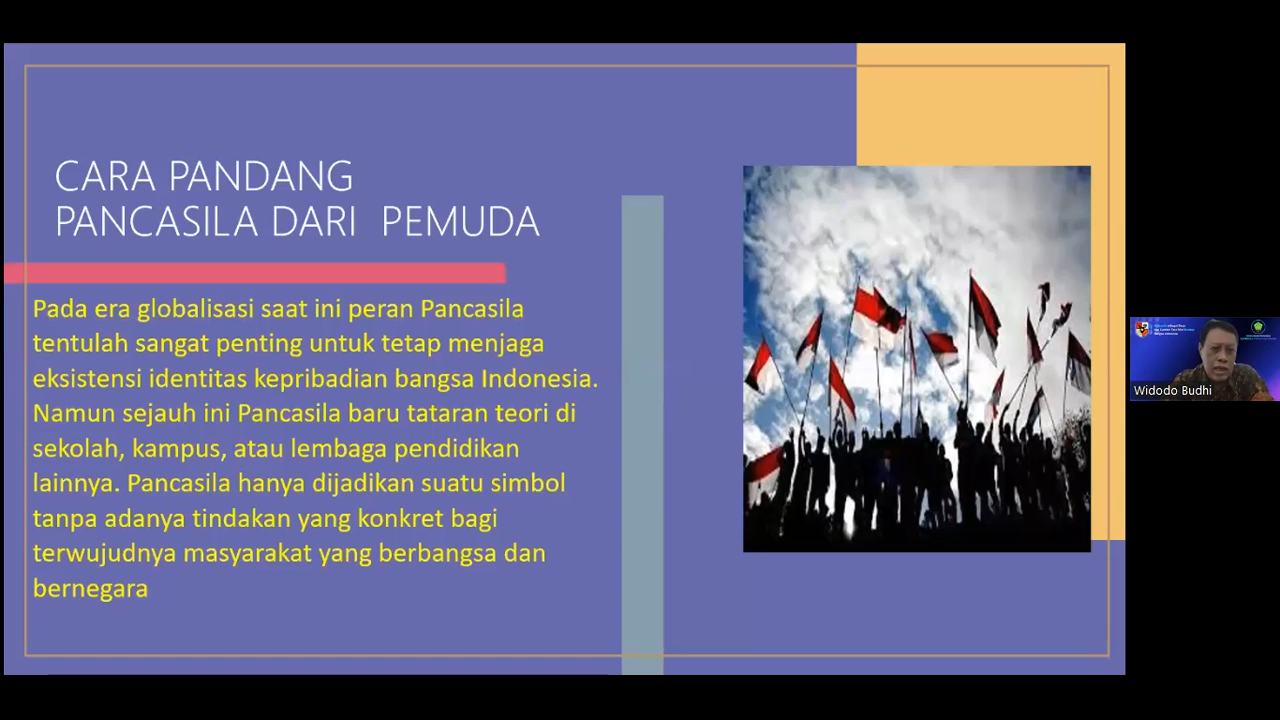 CARA PANDANG
PANCASILA DARI PEMUDA
Pada era globalisasi saat ini peran Pancasila
tentulah sangat penting untuk tetap menjaga
eksistensi identitas kepribadian bangsa Indonesia.
Namun sejauh ini Pancasila baru tataran teori di
sekolah, kampus, atau lembaga pendidikan
lainnya. Pancasila hanya dijadikan suatu simbol
tanpa adanya tindakan yang konkret bagi
terwujudnya masyarakat yang berbangsa dan
bernegara
Widodo Budhi